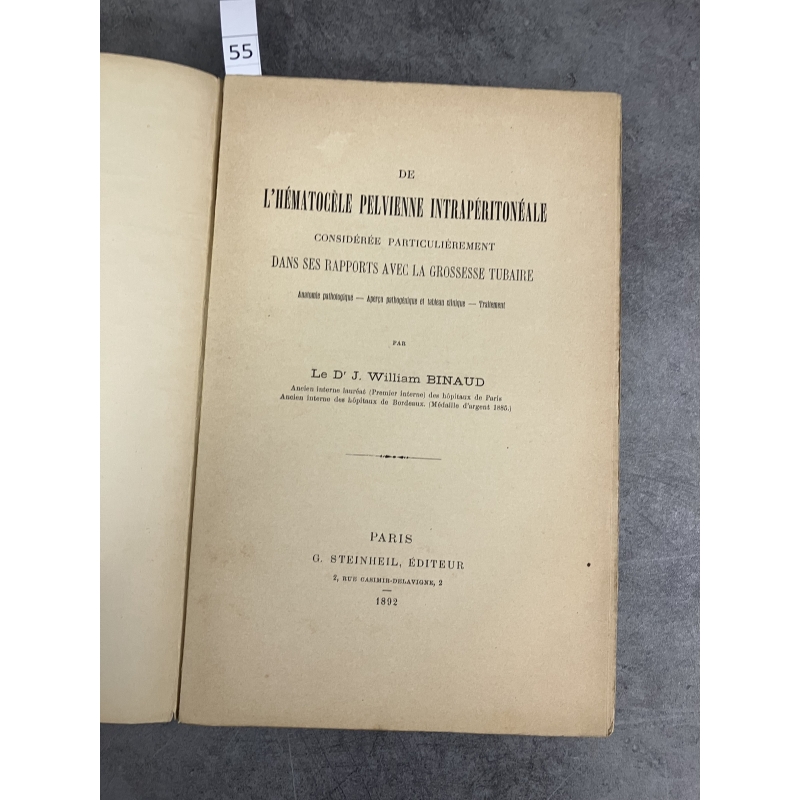 55
DE
L'HÉMATOCÈLE PELVIENNE INTRAPÉRITONÉALE
CONSIDÉRÉE PARTICULIÈREMENT
DANS SES RAPPORTS AVEC LA GROSSESSE TUBAIRE
Anatomie pathologique — Aperçu pathogénique et tableau clinique — Traitement
PAR
Le Dr J. William BINAUD
Ancien interne lauréat (Premier interne) des hôpitaux de Paris
Ancien interne des hôpitaux de Bordeaux. (Médaille d'argent 1885.)
PARIS
G. STEINHEIL, ÉDITEUR
2, RUE CASIMIR-DELAVIGNE, 2
1892